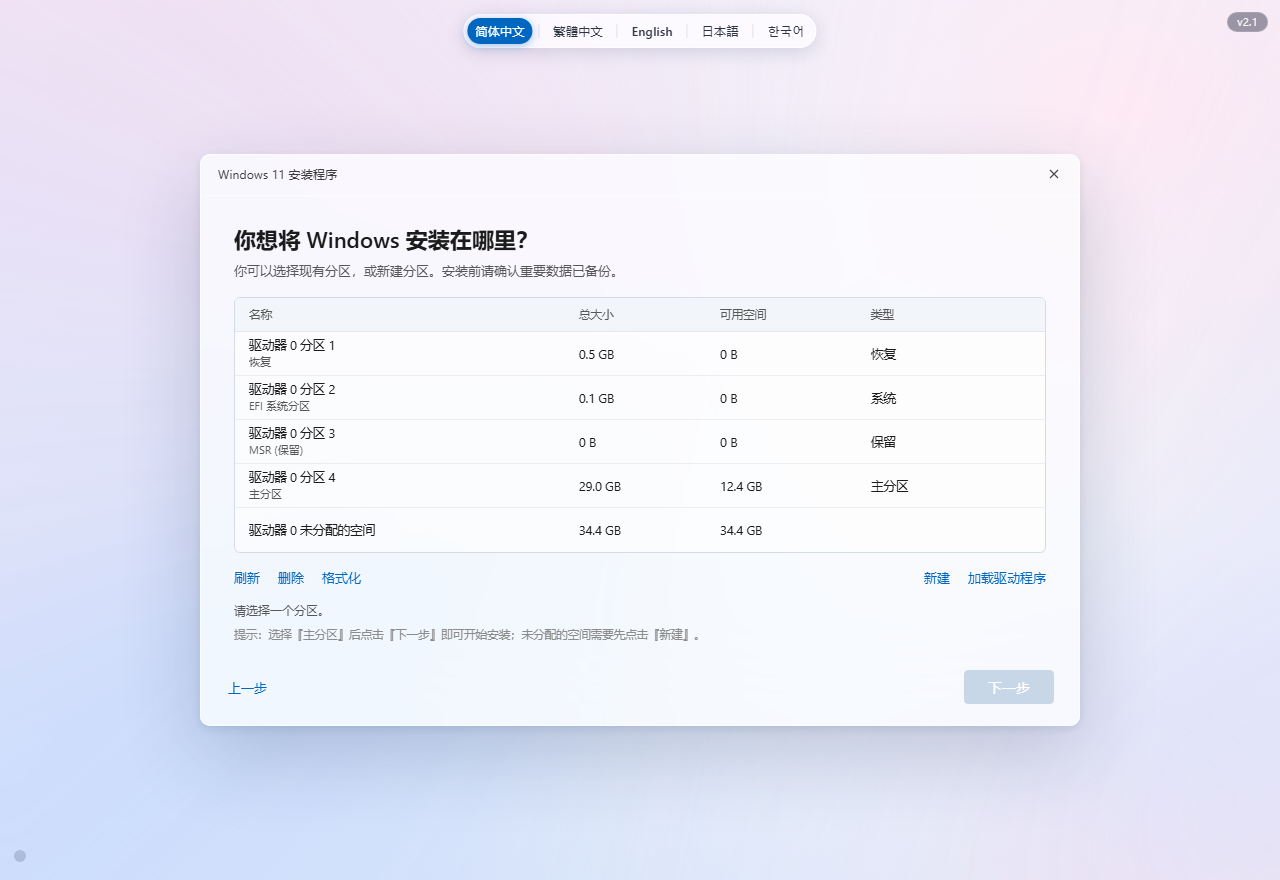 简体中文 繁體中文 English 日本語 한국어
v2.1
Windows 11 安装程序
你想将 Windows 安装在哪里?
你可以选择现有分区，或新建分区。安装前请确认重要数据已备份。
名称 总大小 可用空间 类型
驱动器 0 分区 1
恢复
0.5 GB 0 B 恢复
驱动器 0 分区 2
EFI 系统分区
0.1 GB 0 B 系统
驱动器 0 分区 3
MSR (保留)
0 B 0 B 保留
驱动器 0 分区 4
主分区
29.0 GB 12.4 GB 主分区
驱动器 0 未分配的空间 34.4 GB 34.4 GB
刷新 删除 格式化 新建 加载驱动程序
请选择一个分区。
提示：选择『主分区』后点击『下一步』即可开始安装；未分配的空间需要先点击『新建』。
上一步 下一步